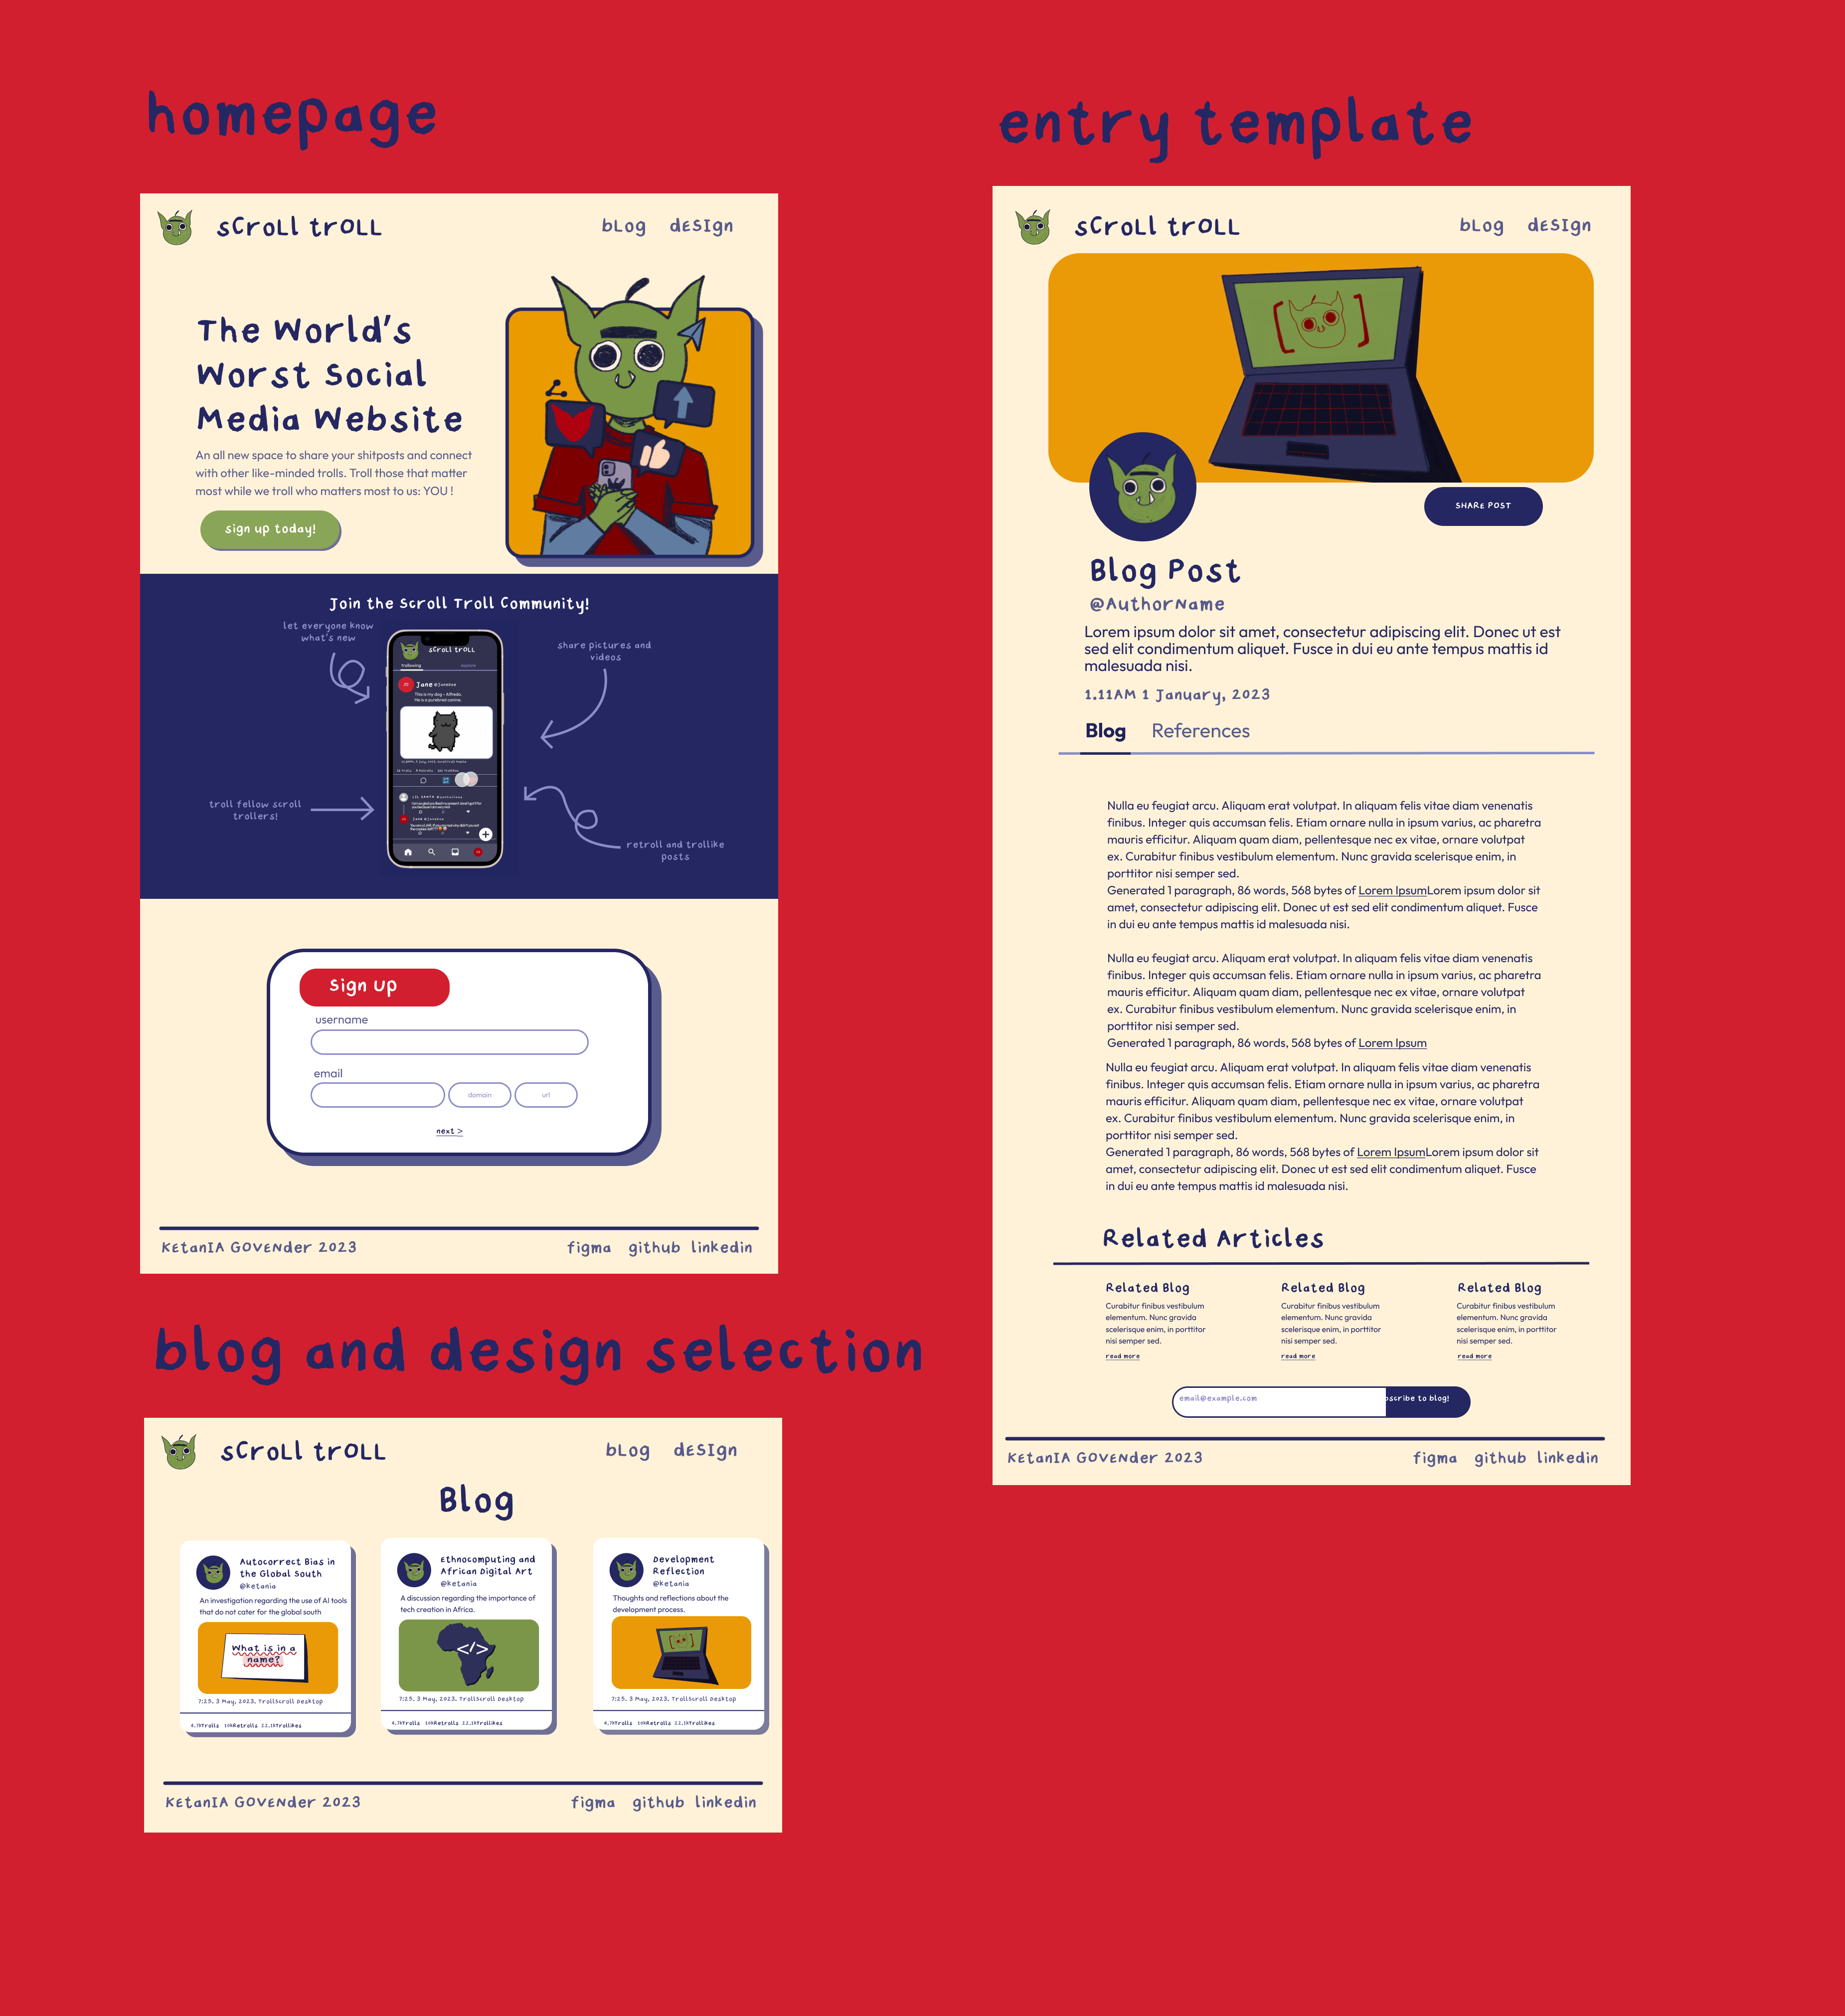 homepage
sCroLL trOLL
bLog dESIgn
The World's
Worst Social
Media Website
An all new space to share your shitposts and connect
with other like-minded trolls. Troll those that matter
most while we troll who matters most to us: YOU !
sign up today!
Join the Scroll Troll Community!
let everyone know
what's new
share pictures and
videos
troll fellow scroll
trollers!
retroll and trollike
posts
sCroLL trOLL
trollowing explore
Jane @janedoe
This is my dog - Alfredo.
He is a purebred canine.
Sign Up
username
email
domain
url
next >
KEtanIA GOVENder 2023
figma github linkedin
blog and design selection
sCroLL trOLL
bLog dESIgn
Blog
Autocorrect Bias in
the Global South
@ketania
An investigation regarding the use of AI tools
that do not cater for the global south
What is in a
name?
7:25. 3 May, 2023. TrollScroll Desktop
4.7kTrolls 10kRetrolls 22.1kTrollikes
Ethnocomputing and
African Digital Art
@ketania
A discussion regarding the importance of
tech creation in Africa.
</>
7:25. 3 May, 2023. TrollScroll Desktop
4.7kTrolls 10kRetrolls 22.1kTrollikes
Development
Reflection
@ketania
Thoughts and reflections about the
development process.
7:25. 3 May, 2023. TrollScroll Desktop
4.7kTrolls 10kRetrolls 22.1kTrollikes
KEtanIA GOVENder 2023
figma github linkedin
entry template
sCroLL trOLL
bLog dESIgn
SHARE POST
Blog Post
@AuthorName
Lorem ipsum dolor sit amet, consectetur adipiscing elit. Donec ut est
sed elit condimentum aliquet. Fusce in dui eu ante tempus mattis id
malesuada nisi.
1.11AM 1 January, 2023
Blog References
Nulla eu feugiat arcu. Aliquam erat volutpat. In aliquam felis vitae diam venenatis
finibus. Integer quis accumsan felis. Etiam ornare nulla in ipsum varius, ac pharetra
mauris efficitur. Aliquam quam diam, pellentesque nec ex vitae, ornare volutpat
ex. Curabitur finibus vestibulum elementum. Nunc gravida scelerisque enim, in
porttitor nisi semper sed.
Generated 1 paragraph, 86 words, 568 bytes of Lorem IpsumLorem ipsum dolor sit
amet, consectetur adipiscing elit. Donec ut est sed elit condimentum aliquet. Fusce
in dui eu ante tempus mattis id malesuada nisi.
Nulla eu feugiat arcu. Aliquam erat volutpat. In aliquam felis vitae diam venenatis
finibus. Integer quis accumsan felis. Etiam ornare nulla in ipsum varius, ac pharetra
mauris efficitur. Aliquam quam diam, pellentesque nec ex vitae, ornare volutpat
ex. Curabitur finibus vestibulum elementum. Nunc gravida scelerisque enim, in
porttitor nisi semper sed.
Generated 1 paragraph, 86 words, 568 bytes of Lorem Ipsum
Nulla eu feugiat arcu. Aliquam erat volutpat. In aliquam felis vitae diam venenatis
finibus. Integer quis accumsan felis. Etiam ornare nulla in ipsum varius, ac pharetra
mauris efficitur. Aliquam quam diam, pellentesque nec ex vitae, ornare volutpat
ex. Curabitur finibus vestibulum elementum. Nunc gravida scelerisque enim, in
porttitor nisi semper sed.
Generated 1 paragraph, 86 words, 568 bytes of Lorem IpsumLorem ipsum dolor sit
amet, consectetur adipiscing elit. Donec ut est sed elit condimentum aliquet. Fusce
in dui eu ante tempus mattis id malesuada nisi.
Related Articles
Related Blog
Curabitur finibus vestibulum
elementum. Nunc gravida
scelerisque enim, in porttitor
nisi semper sed.
read more
Related Blog
Curabitur finibus vestibulum
elementum. Nunc gravida
scelerisque enim, in porttitor
nisi semper sed.
read more
Related Blog
Curabitur finibus vestibulum
elementum. Nunc gravida
scelerisque enim, in porttitor
nisi semper sed.
read more
email@example.com
bscribe to blog!
KEtanIA GOVENder 2023
figma github linkedin